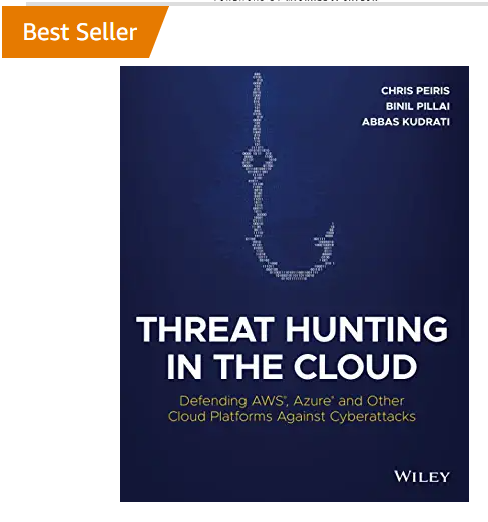 Best Seller
CHRIS PEIRIS
BINIL PILLAI
ABBAS KUDRATI
THREAT HUNTING
IN THE CLOUD
Defending AWS®, Azure® and Other
Cloud Platforms Against Cyberattacks
WILEY